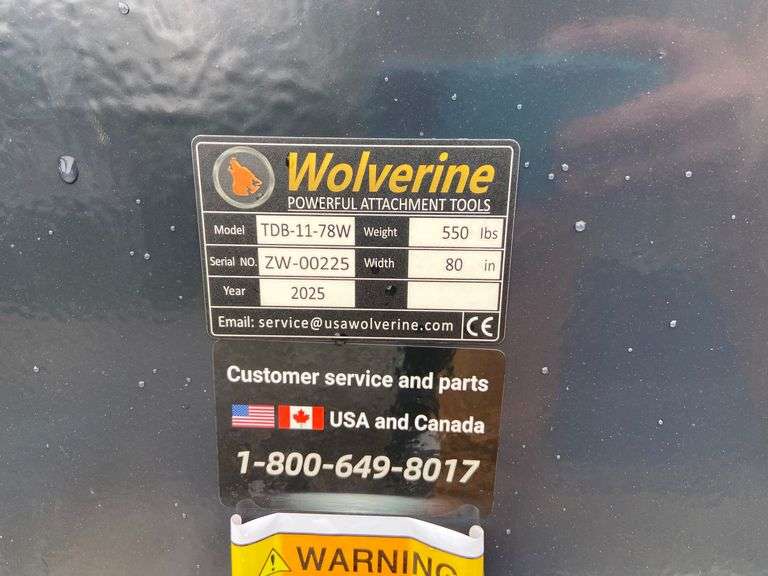 Wolverine
POWERFUL ATTACHMENT TOOLS
Model TDB-11-78W Weight 550 lbs
Serial NO. ZW-00225 Width 80 in
Year 2025
Email: service@usawolverine.com CE
Customer service and parts
USA and Canada
1-800-649-8017
WARNING